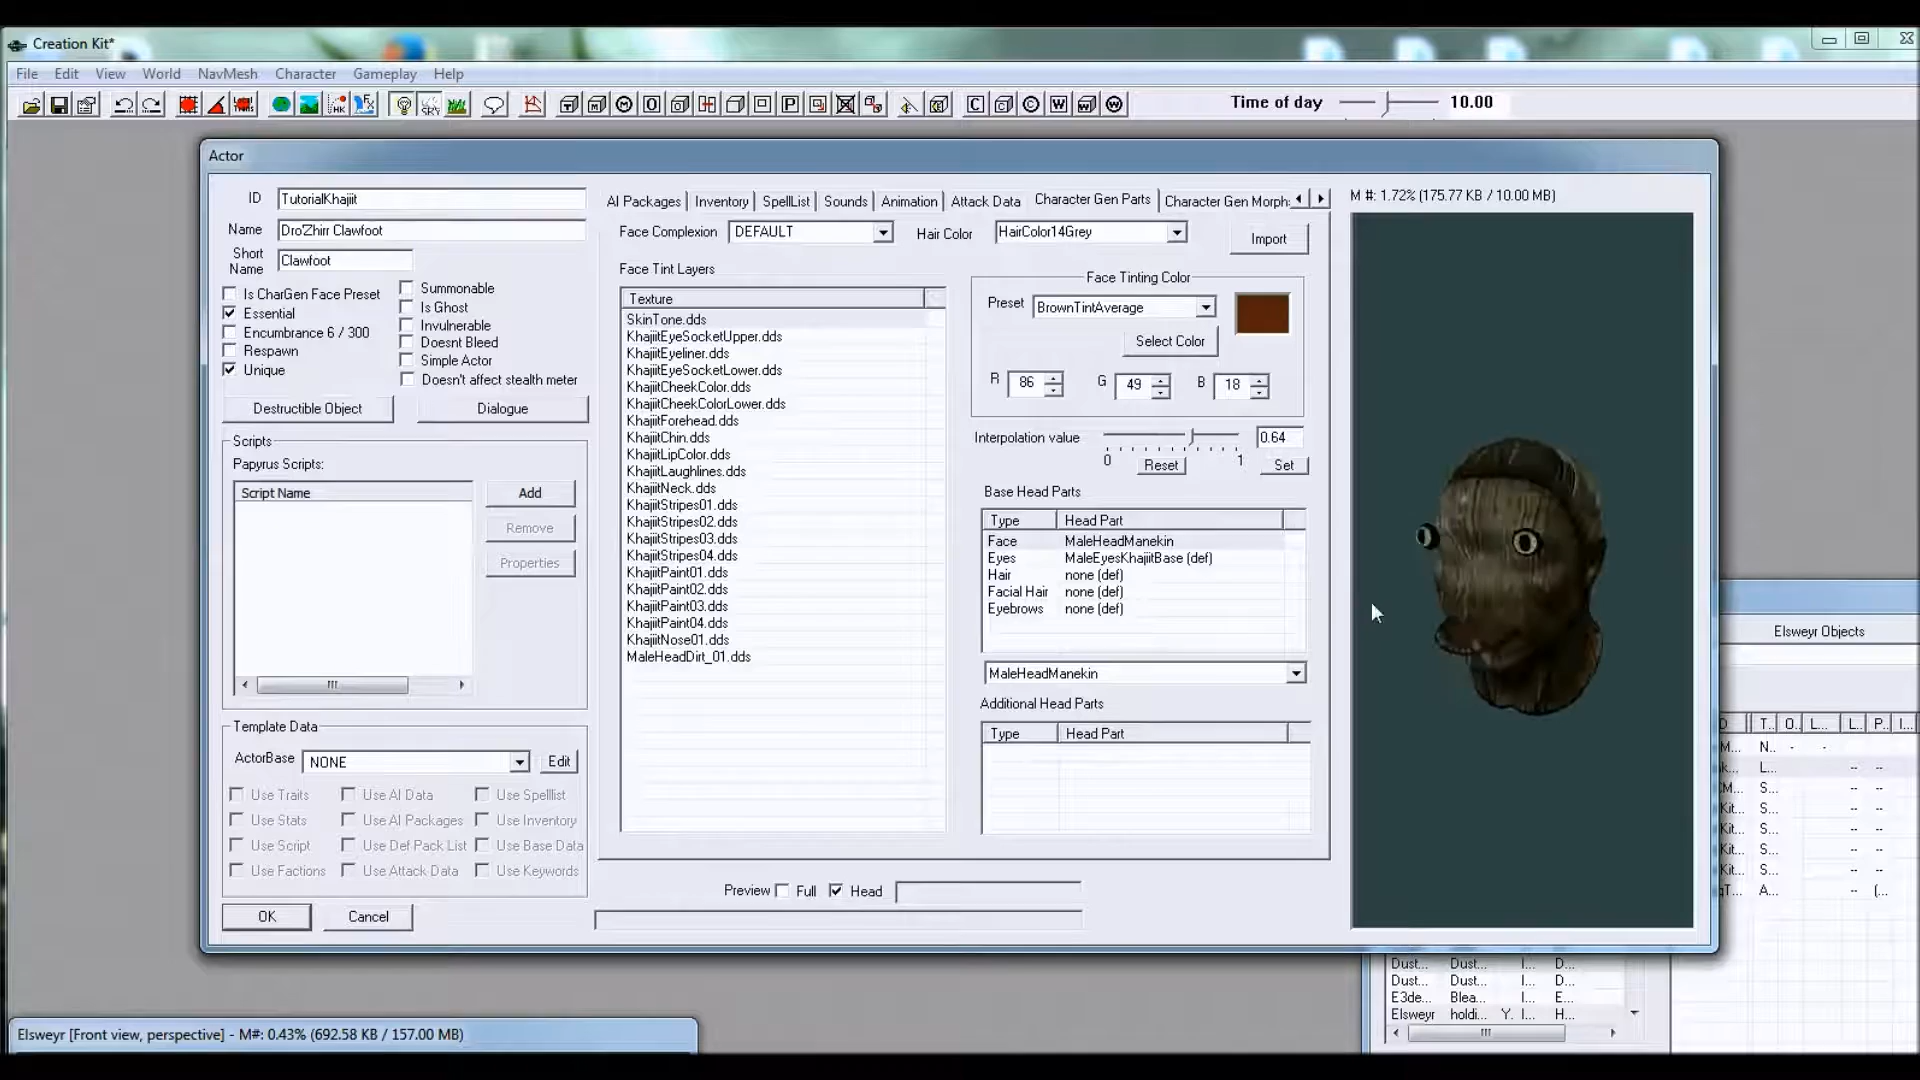 Creation Kit*
File Edit View World NavMesh Character Gameplay Help
Time of day 10.00
Actor
ID TutorialKhajiit
Name Dro'Zhirr Clawfoot
Short Name Clawfoot
Is CharGen Face Preset
Essential
Encumbrance 6 / 300
Respawn
Unique
Summonable
Is Ghost
Invulnerable
Doesnt Bleed
Simple Actor
Doesn't affect stealth meter
Destructible Object Dialogue
Scripts
Papyrus Scripts:
Script Name
Add
Remove
Properties
Template Data
ActorBase NONE Edit
Use Traits Use AI Data Use Spelllist
Use Stats Use AI Packages Use Inventory
Use Script Use Def Pack List Use Base Data
Use Factions Use Attack Data Use Keywords
OK Cancel
AI Packages Inventory SpellList Sounds Animation Attack Data Character Gen Parts Character Gen Morph
Face Complexion DEFAULT Hair Color HairColor14Grey Import
Face Tint Layers
Texture
SkinTone.dds
KhajiitEyeSocketUpper.dds
KhajiitEyeliner.dds
KhajiitEyeSocketLower.dds
KhajiitCheekColor.dds
KhajiitCheekColorLower.dds
KhajiitForehead.dds
KhajiitChin.dds
KhajiitLipColor.dds
KhajiitLaughlines.dds
KhajiitNeck.dds
KhajiitStripes01.dds
KhajiitStripes02.dds
KhajiitStripes03.dds
KhajiitStripes04.dds
KhajiitPaint01.dds
KhajiitPaint02.dds
KhajiitPaint03.dds
KhajiitPaint04.dds
KhajiitNose01.dds
MaleHeadDirt_01.dds
Face Tinting Color
Preset BrownTintAverage
Select Color
R 86 G 49 B 18
Interpolation value 0.64
0 Reset 1 Set
Base Head Parts
Type Head Part
Face MaleHeadManekin
Eyes MaleEyesKhajiitBase (def)
Hair none (def)
Facial Hair none (def)
Eyebrows none (def)
MaleHeadManekin
Additional Head Parts
Type Head Part
Preview Full Head
M #: 1.72% (175.77 KB / 10.00 MB)
Elsweyr Objects
T.. O.. L... L.. P.. I...
M... N.. - -
L... -- --
S... -- --
Kit... S... -- --
Kit... S... -- --
Kit... S... -- --
Kit... S... -- --
A... -- (...
Dust... Dust... I... D...
Dust... Dust... I... D...
E3de... Blea... I... E...
Elsweyr holdi... Y. I... H...
Elsweyr [Front view, perspective] - M#: 0.43% (692.58 KB / 157.00 MB)